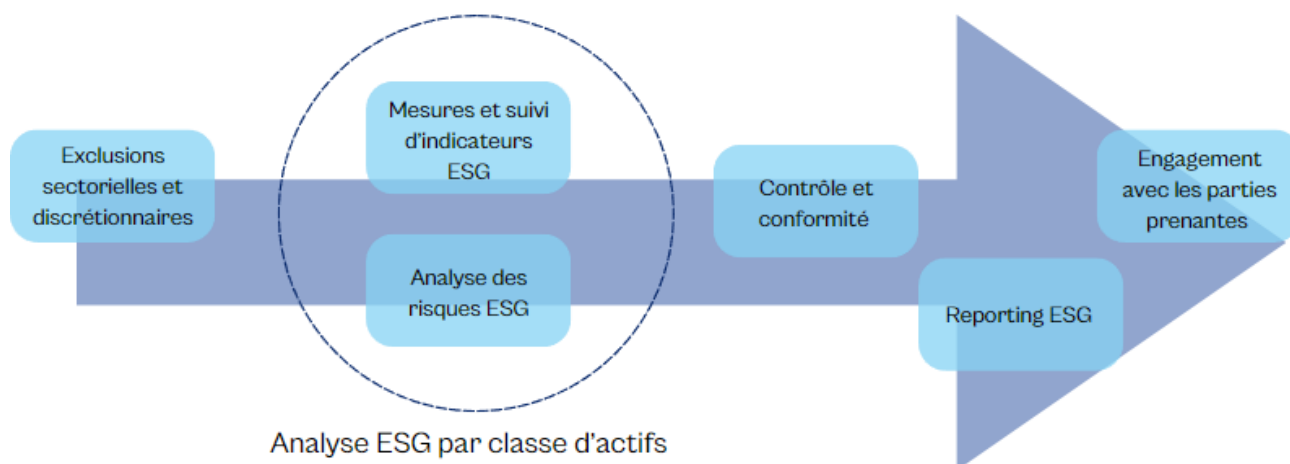 Exclusions
sectorielles et
discrétionnaires
Mesures et suivi
d'indicateurs
ESG
Analyse des
risques ESG
Analyse ESG par classe d'actifs
Contrôle et
conformité
Reporting ESG
Engagement
avec les parties
prenantes